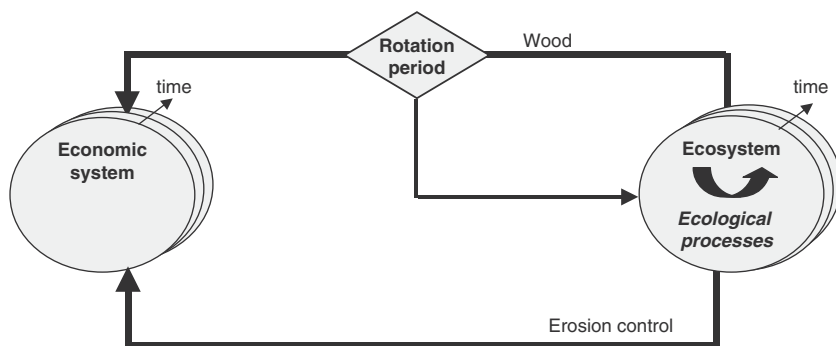 Rotation
period
Wood
time
time
Economic
system
Ecosystem
Ecological
processes
Erosion control